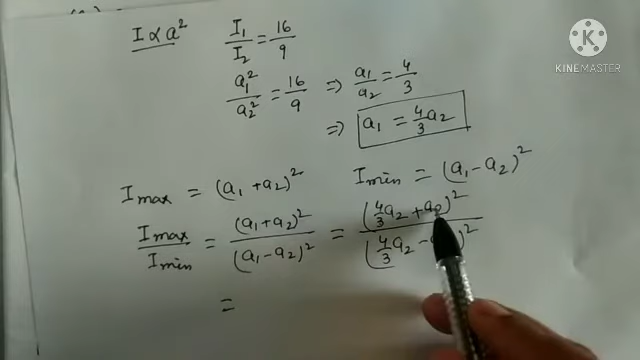 I ∝ a²
I₁/I₂ = 16/9
a₁²/a₂² = 16/9 ⇒ a₁/a₂ = 4/3
⇒ a₁ = 4/3 a₂
Imax = (a₁ + a₂)² Imin = (a₁ - a₂)²
Imax/Imin = (a₁ + a₂)²/(a₁ - a₂)² = (4/3 a₂ + a₂)²/(4/3 a₂ - )²
=
KINEMASTER